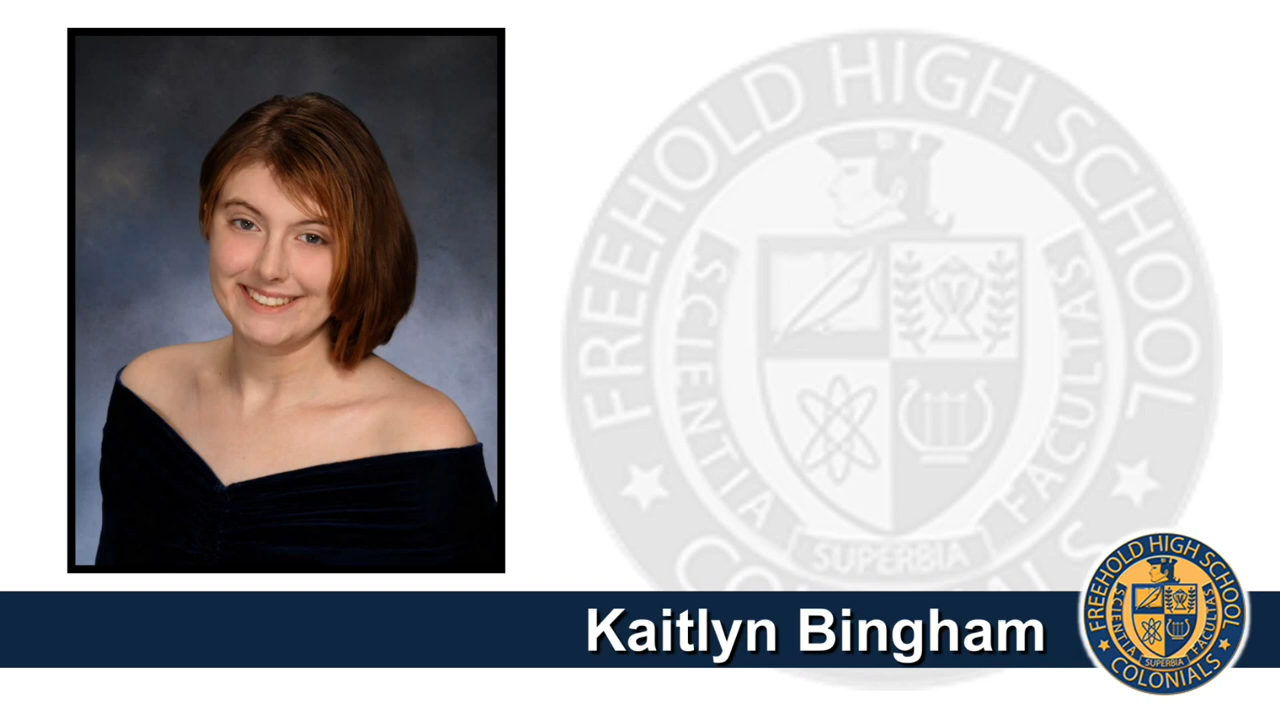 FREEHOLD HIGH SCHOOL
SCIENTIA
FACULTAS
SUPERBIA
COLONIALS
Kaitlyn Bingham
FREEHOLD HIGH SCHOOL
SCIENTIA
FACULTAS
SUPERBIA
COLONIALS